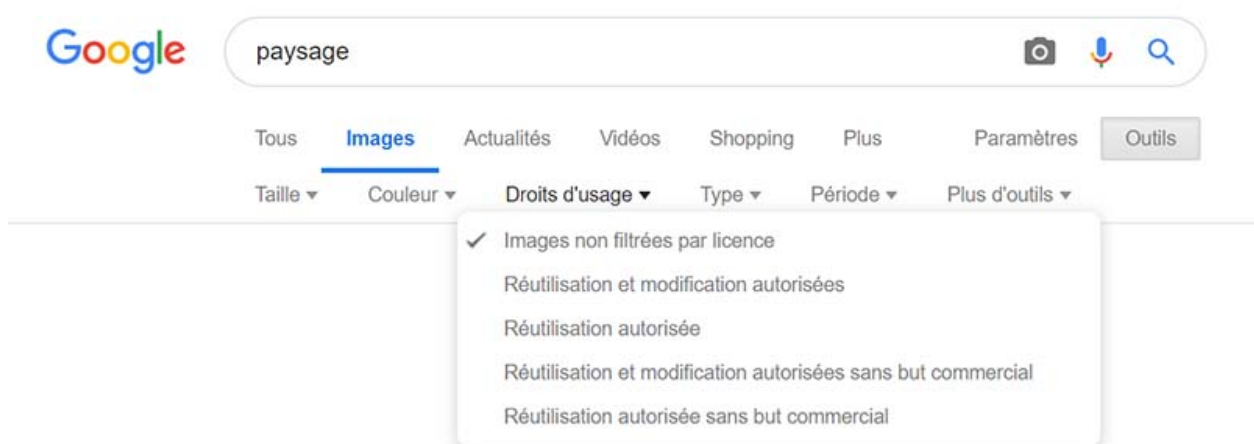 Google paysage
Tous Images Actualités Vidéos Shopping Plus Paramètres Outils
Taille Couleur Droits d'usage Type Période Plus d'outils
Images non filtrées par licence
Réutilisation et modification autorisées
Réutilisation autorisée
Réutilisation et modification autorisées sans but commercial
Réutilisation autorisée sans but commercial